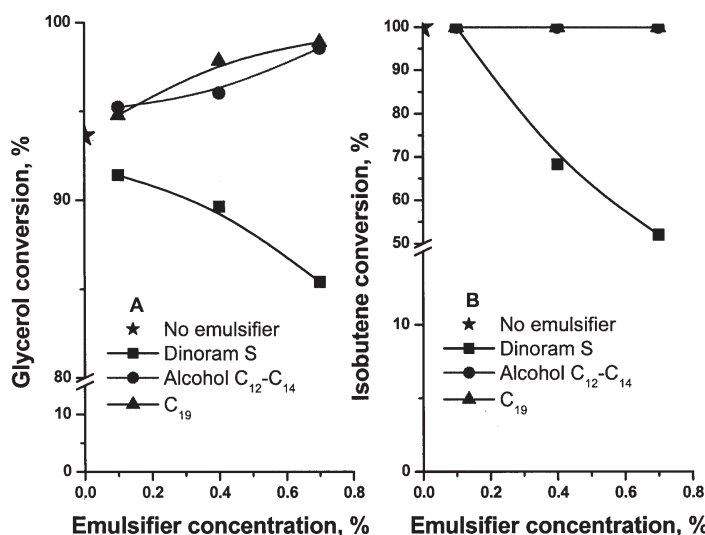 Glycerol conversion, %
100
90
80
10
0
A
No emulsifier
Dinoram S
Alcohol C12-C14
C19
0.0 0.2 0.4 0.6 0.8
Emulsifier concentration, %
Isobutene conversion, %
100
90
80
70
60
50
10
0
B
No emulsifier
Dinoram S
Alcohol C12-C14
C19
0.0 0.2 0.4 0.6 0.8
Emulsifier concentration, %